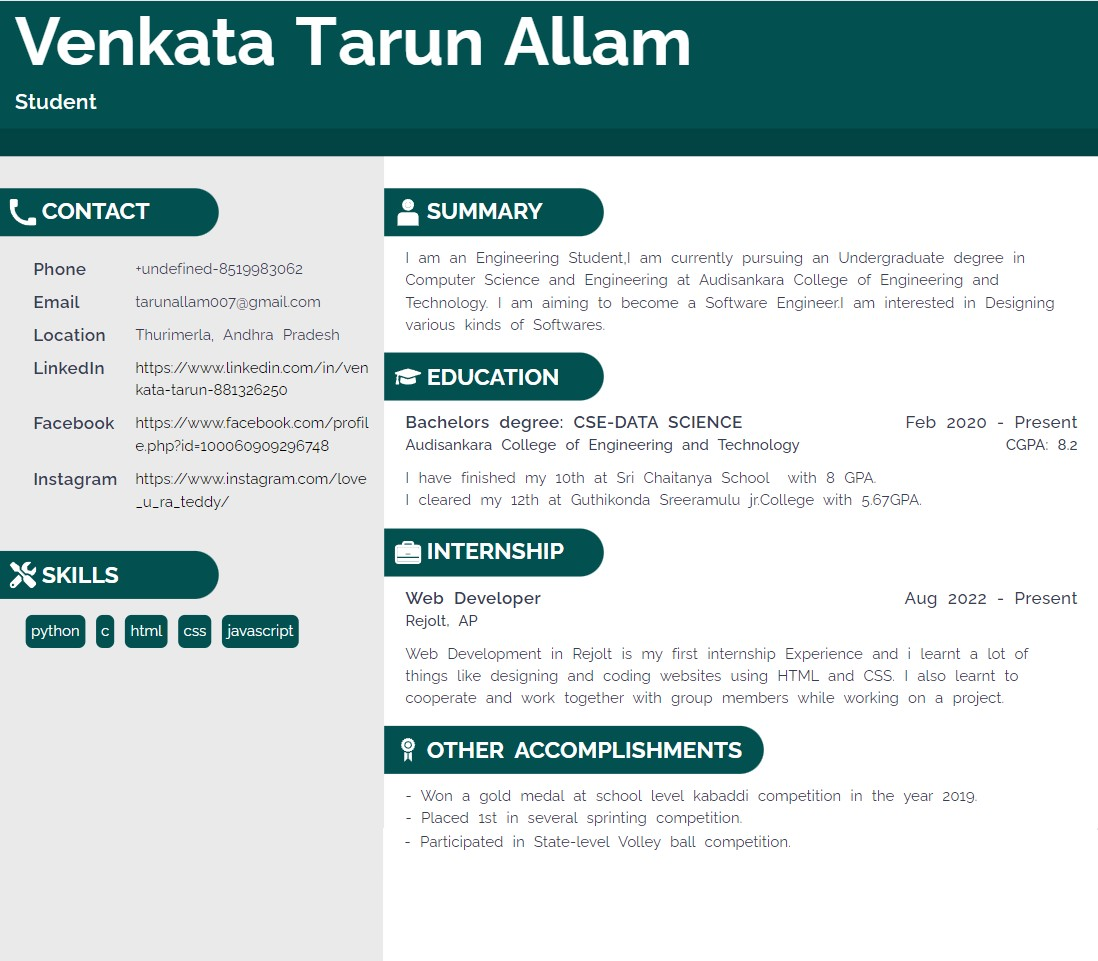 Venkata Tarun Allam
Student
CONTACT
Phone +undefined-8519983062
Email tarunallam007@gmail.com
Location Thurimerla, Andhra Pradesh
LinkedIn https://www.linkedin.com/in/ven
kata-tarun-881326250
Facebook https://www.facebook.com/profil
e.php?id=100060909296748
Instagram https://www.instagram.com/love
_u_ra_teddy/
SKILLS
python c html css javascript
SUMMARY
I am an Engineering Student,I am currently pursuing an Undergraduate degree in
Computer Science and Engineering at Audisankara College of Engineering and
Technology. I am aiming to become a Software Engineer.I am interested in Designing
various kinds of Softwares.
EDUCATION
Bachelors degree: CSE-DATA SCIENCE Feb 2020 - Present
Audisankara College of Engineering and Technology CGPA: 8.2
I have finished my 10th at Sri Chaitanya School with 8 GPA.
I cleared my 12th at Guthikonda Sreeramulu jr.College with 5.67GPA.
INTERNSHIP
Web Developer Aug 2022 - Present
Rejolt, AP
Web Development in Rejolt is my first internship Experience and i learnt a lot of
things like designing and coding websites using HTML and CSS. I also learnt to
cooperate and work together with group members while working on a project.
OTHER ACCOMPLISHMENTS
- Won a gold medal at school level kabaddi competition in the year 2019.
- Placed 1st in several sprinting competition.
- Participated in State-level Volley ball competition.